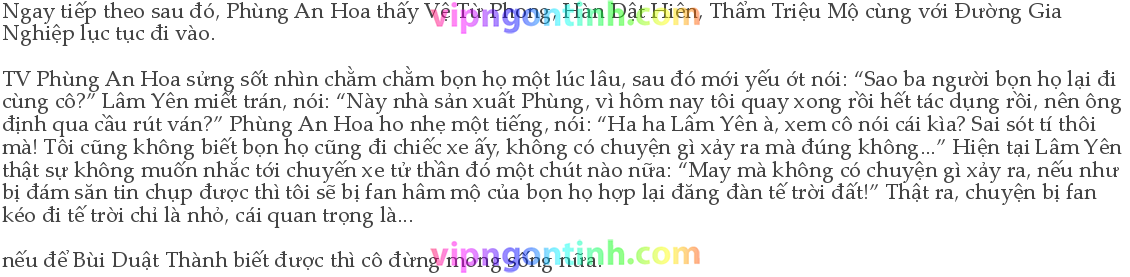 Ngay tiếp theo sau đó, Phùng An Hoa thấy Vệ Từ Phong, Hàn Dật Hiên, Thẩm Triệu Mộ cùng với Đường Gia
vipngontinh.com
Nghiệp lục tục đi vào.
TV Phùng An Hoa sửng sốt nhìn chằm chằm bọn họ một lúc lâu, sau đó mới yếu ớt nói: “Sao ba người bọn họ lại đi
cùng cô?” Lâm Yên miết trán, nói: “Này nhà sản xuất Phùng, vì hôm nay tôi quay xong rồi hết tác dụng rồi, nên ông
định qua cầu rút ván?” Phùng An Hoa ho nhẹ một tiếng, nói: “Ha ha Lâm Yên à, xem cô nói cái kìa? Sai sót tí thôi
mà! Tôi cũng không biết bọn họ cũng đi chiếc xe ấy, không có chuyện gì xảy ra mà đúng không...” Hiện tại Lâm Yên
thật sự không muốn nhắc tới chuyến xe tử thần đó một chút nào nữa: “May mà không có chuyện gì xảy ra, nếu như
bị đám săn tin chụp được thì tôi sẽ bị fan hâm mộ của bọn họ hợp lại đăng đàn tế trời đất!” Thật ra, chuyện bị fan
kéo đi tế trời chỉ là nhỏ, cái quan trọng là...
nếu để Bùi Duật Thành biết được thì cô đừng mong sống nữa.
vipngontinh.com